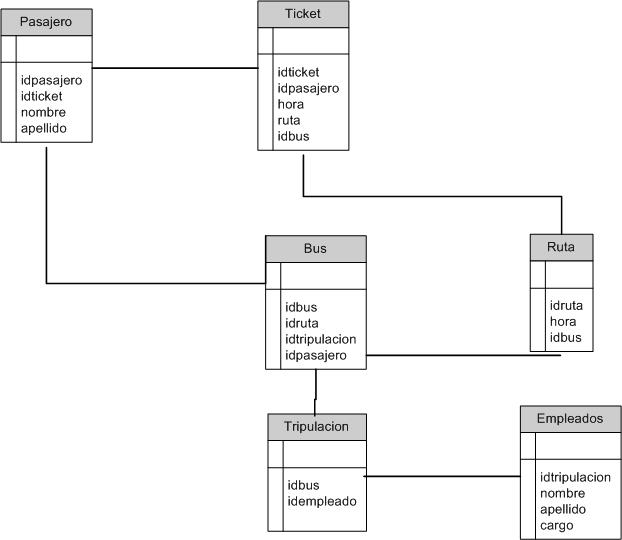 Pasajero
idpasajero
idticket
nombre
apellido
Ticket
idticket
idpasajero
hora
ruta
idbus
Bus
idbus
idruta
idtripulacion
idpasajero
Ruta
idruta
hora
idbus
Tripulacion
idbus
idempleado
Empleados
idtripulacion
nombre
apellido
cargo